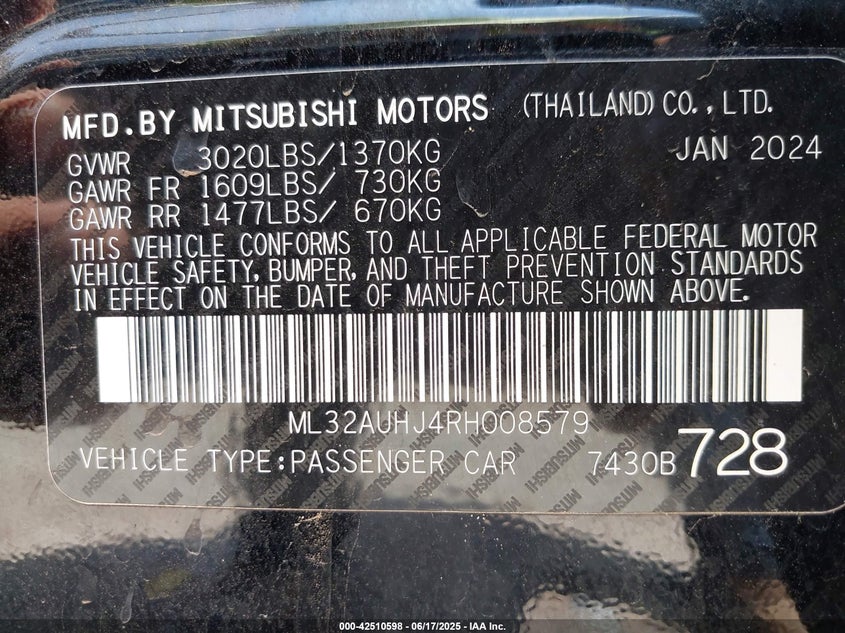 MFD.BY MITSUBISHI MOTORS (THAILAND) CO.,LTD.
GVWR 3020LBS/1370KG JAN 2024
GAWR FR 1609LBS/ 730KG
GAWR RR 1477LBS/ 670KG
THIS VEHICLE CONFORMS TO ALL APPLICABLE FEDERAL MOTOR
VEHICLE SAFETY, BUMPER, AND THEFT PREVENTION STANDARDS
IN EFFECT ON THE DATE OF MANUFACTURE SHOWN ABOVE.
ML32AUHJ4RH008579
VEHICLE TYPE:PASSENGER CAR 7430B 728
000-42510598 - 06/17/2025 - IAA Inc.